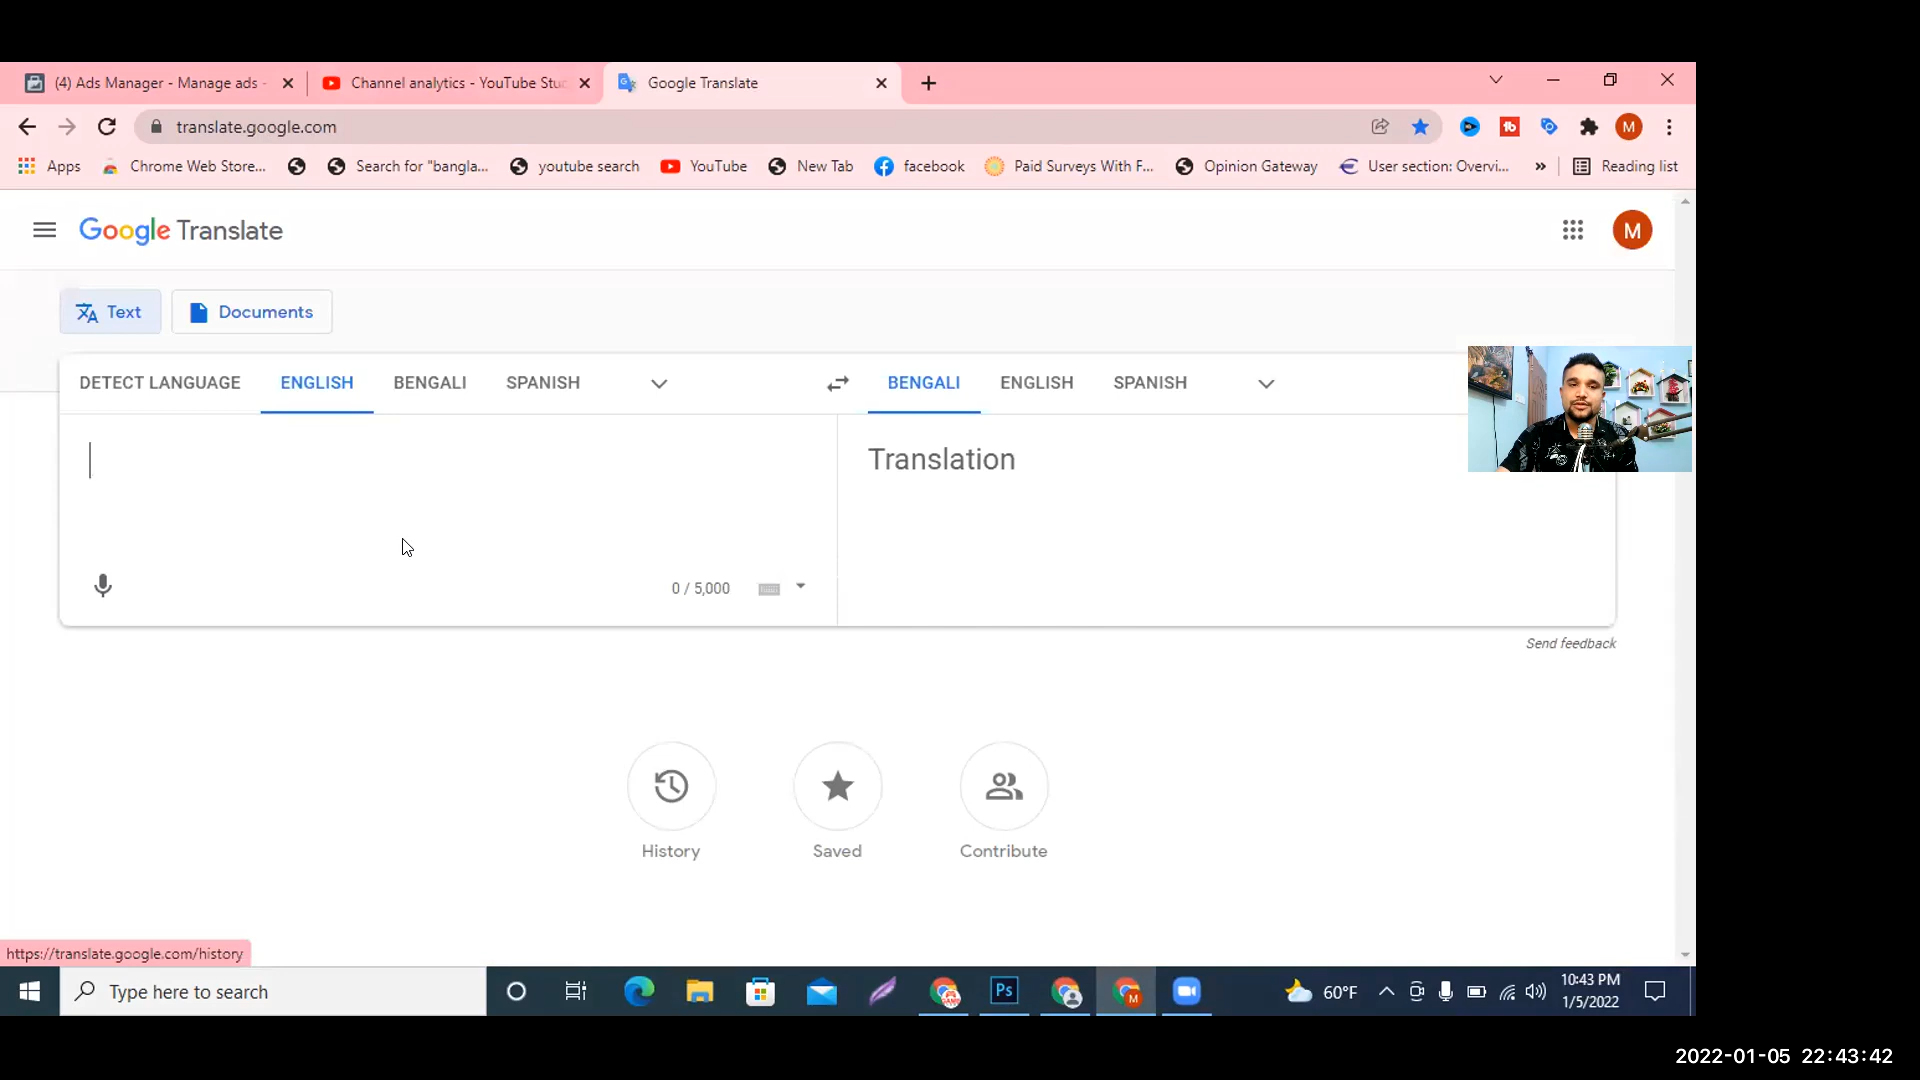 (4) Ads Manager - Manage ads -
Channel analytics - YouTube Stu
Google Translate
translate.google.com
M
Apps
Chrome Web Store...
Search for "bangla...
youtube search
YouTube
New Tab
facebook
Paid Surveys With F...
Opinion Gateway
User section: Overvi...
»
Reading list
Google Translate
M
Text
Documents
DETECT LANGUAGE
ENGLISH
BENGALI
SPANISH
BENGALI
ENGLISH
SPANISH
Translation
0 / 5,000
Send feedback
History
Saved
Contribute
https://translate.google.com/history
Type here to search
Ps
M
60°F
10:43 PM
1/5/2022
2022-01-05 22:43:42